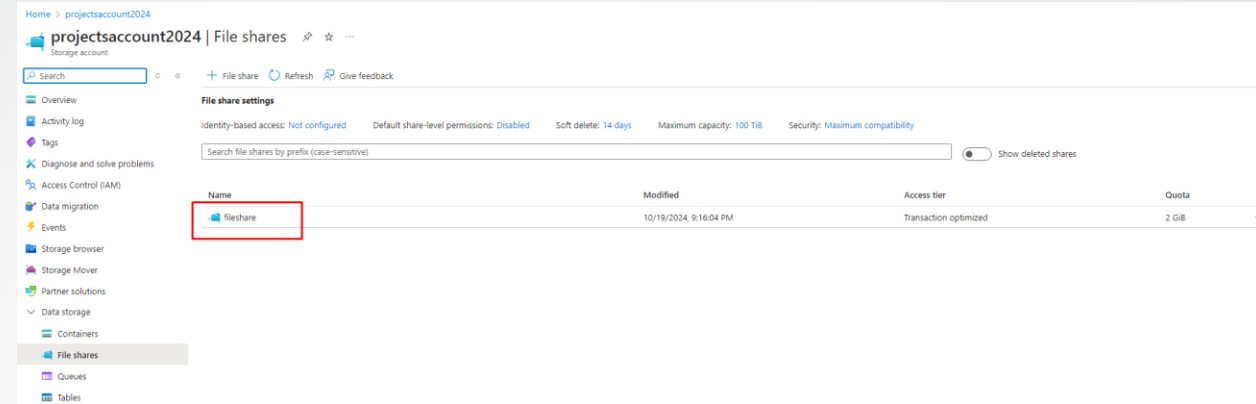 Home > projectsaccount2024
projectsaccount2024 | File shares
Storage account
Search
+ File share Refresh Give feedback
Overview
File share settings
Activity log
Identity-based access: Not configured Default share-level permissions: Disabled Soft delete: 14 days Maximum capacity: 100 TiB Security: Maximum compatibility
Tags
Search file shares by prefix (case-sensitive) Show deleted shares
Diagnose and solve problems
Access Control (IAM)
Name Modified Access tier Quota
Data migration
fileshare 10/19/2024, 9:16:04 PM Transaction optimized 2 GiB
Events
Storage browser
Storage Mover
Partner solutions
Data storage
Containers
File shares
Queues
Tables